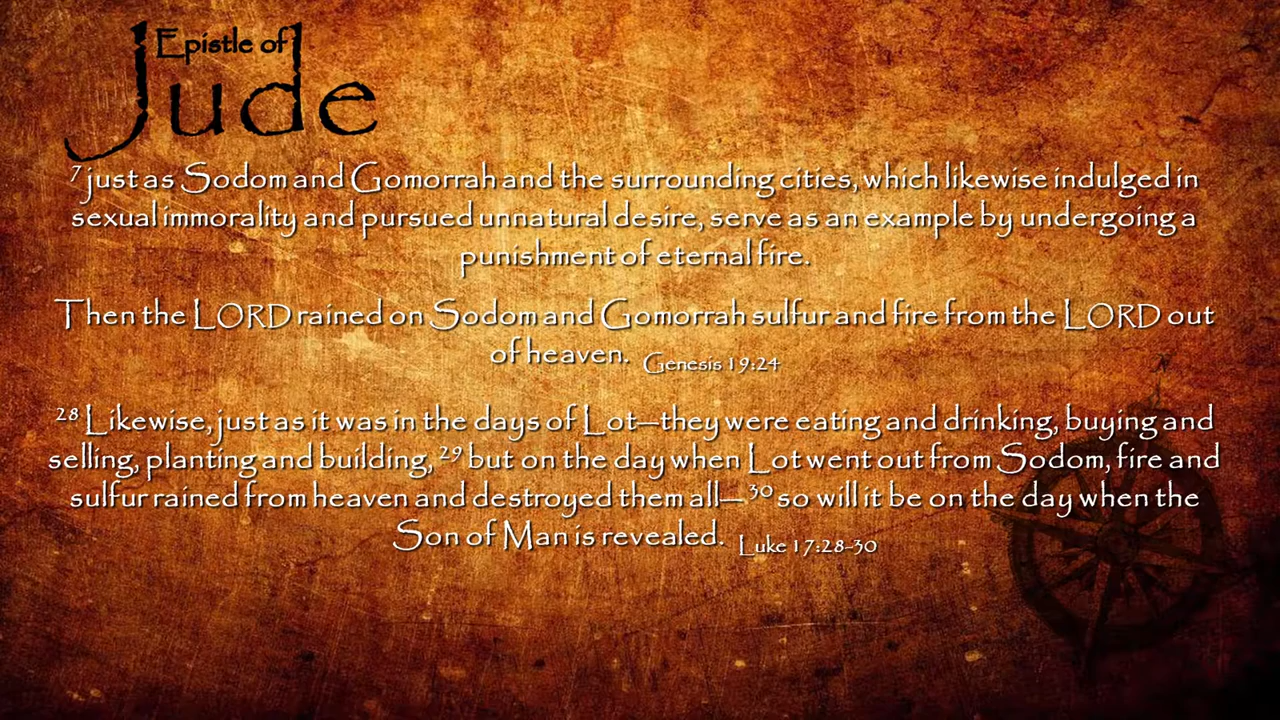 Epistle of
Jude
7 just as Sodom and Gomorrah and the surrounding cities, which likewise indulged in
sexual immorality and pursued unnatural desire, serve as an example by undergoing a
punishment of eternal fire.
Then the LORD rained on Sodom and Gomorrah sulfur and fire from the LORD out
of heaven. Genesis 19:24
28 Likewise, just as it was in the days of Lot—they were eating and drinking, buying and
selling, planting and building, 29 but on the day when Lot went out from Sodom, fire and
sulfur rained from heaven and destroyed them all—30 so will it be on the day when the
Son of Man is revealed. Luke 17:28-30